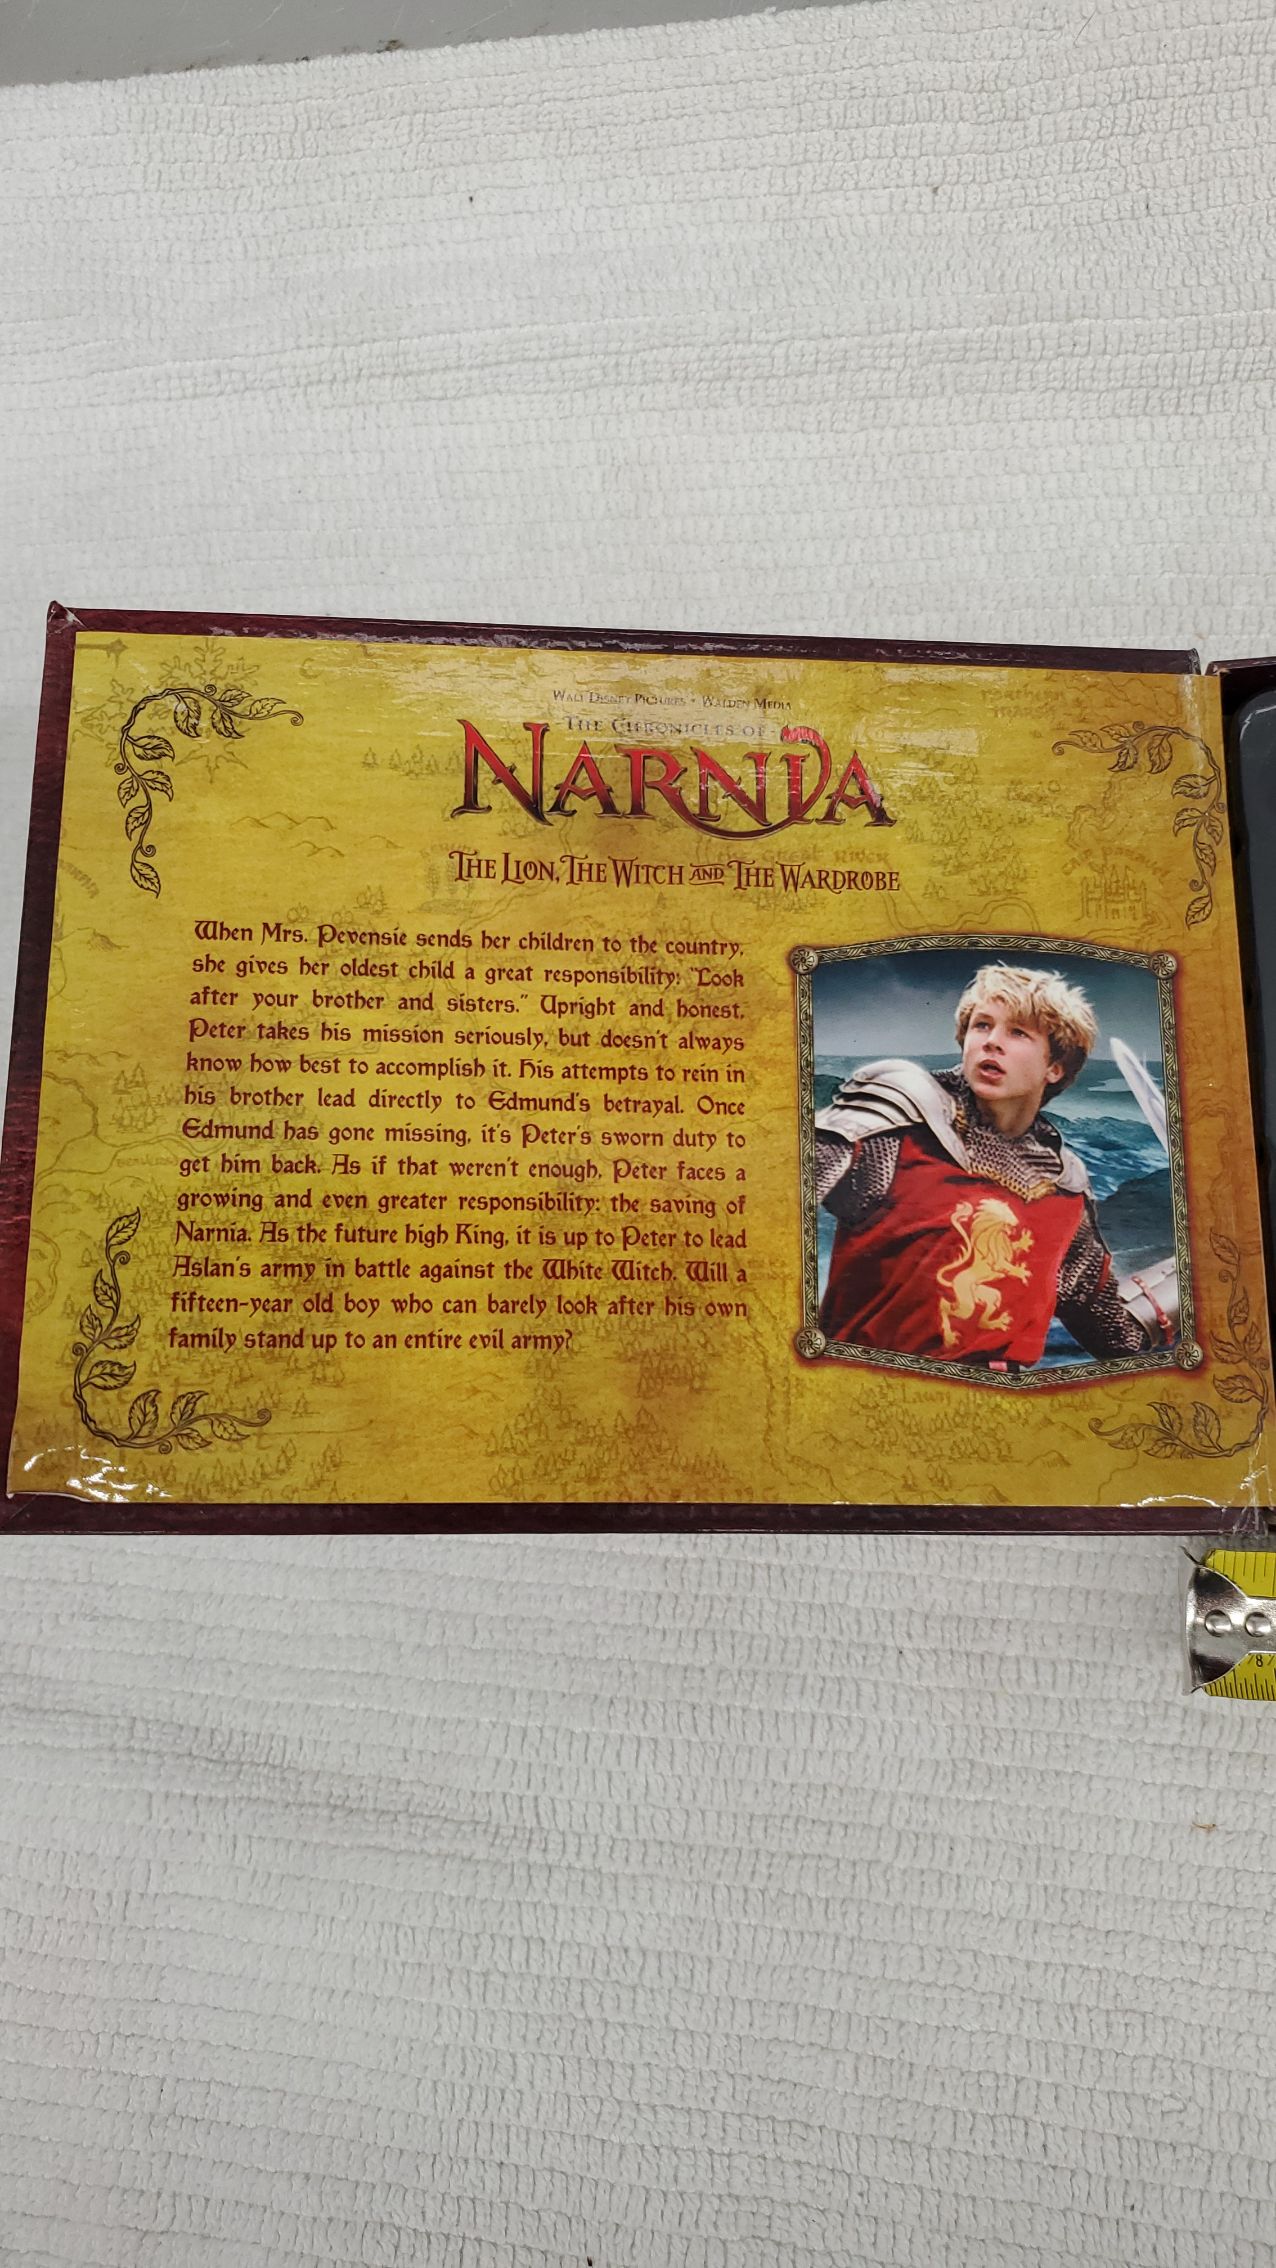 Walt Disney Pictures • Walden Media
The Chronicles of
Narnia
The Lion, The Witch and The Wardrobe
When Mrs. Pevensie sends her children to the country,
she gives her oldest child a great responsibility: "Look
after your brother and sisters." Upright and honest,
Peter takes his mission seriously, but doesn't always
know how best to accomplish it. His attempts to rein in
his brother lead directly to Edmund's betrayal. Once
Edmund has gone missing, it's Peter's sworn duty to
get him back. As if that weren't enough, Peter faces a
growing and even greater responsibility: the saving of
Narnia. As the future high King, it is up to Peter to lead
Aslan's army in battle against the White Witch. Will a
fifteen-year old boy who can barely look after his own
family stand up to an entire evil army?
8